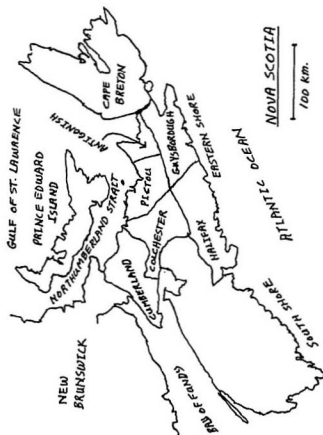 GULF OF ST. LAWRENCE
PRINCE EDWARD
ISLAND
NORTHUMBERLAND STRAIT
NEW
BRUNSWICK
ANTIGONISH
CAPE
BRETON
PICTOU
GUYSBOROUGH
EASTERN SHORE
CUMBERLAND
COLCHESTER
HALIFAX
BAY OF FONDY
SOUTH SHORE
ATLANTIC OCEAN
NOVA SCOTIA
100 km.